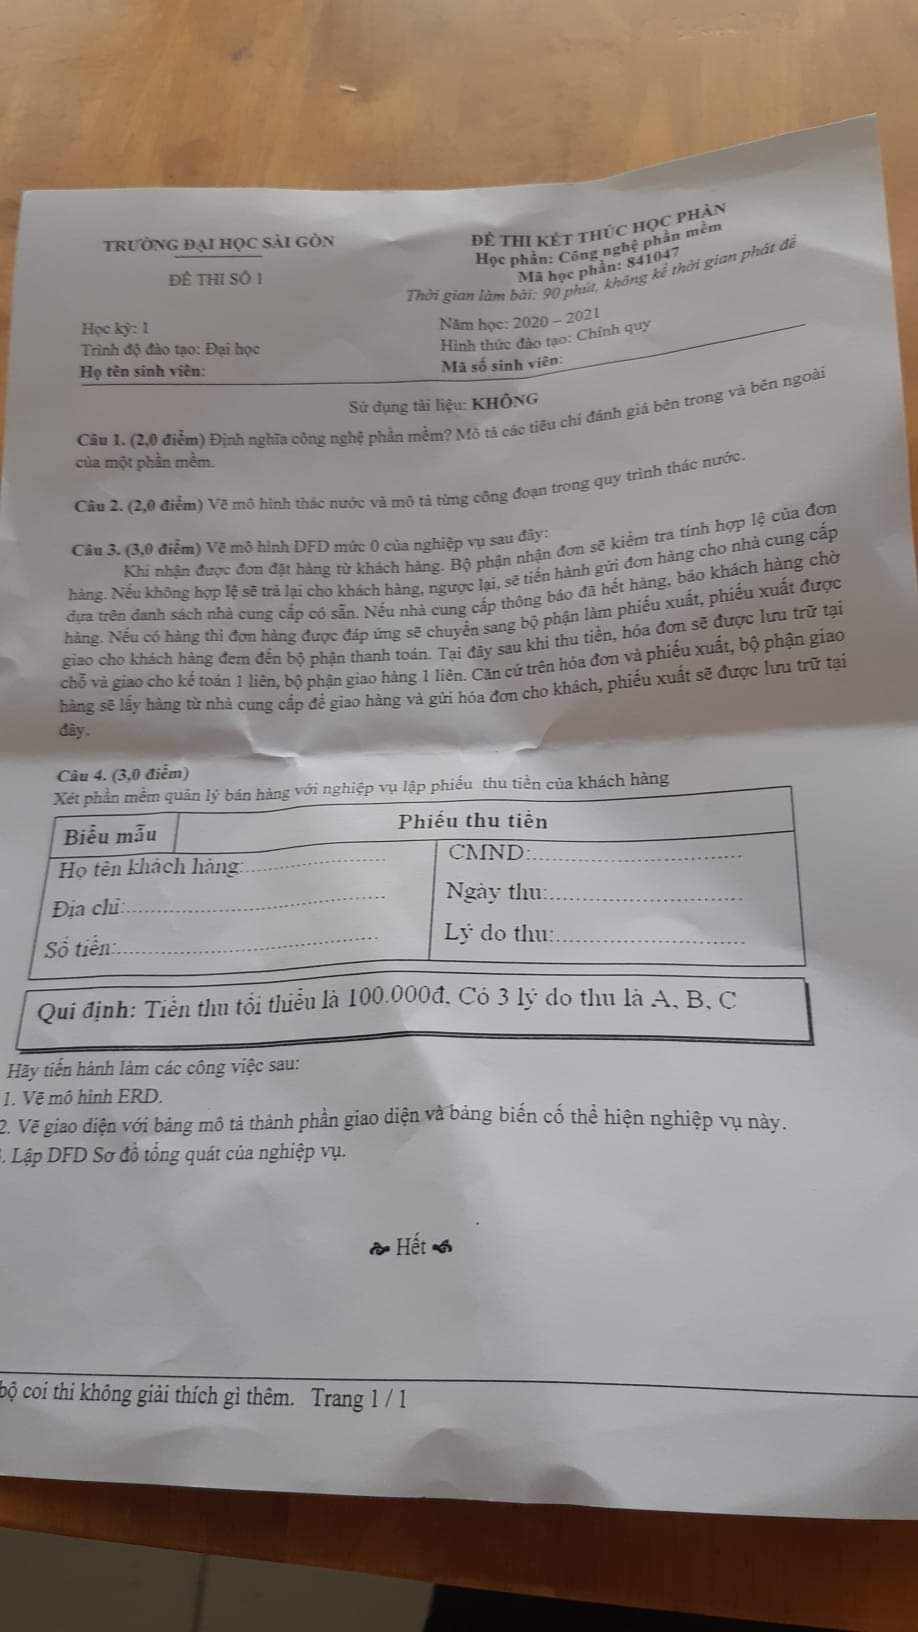 TRƯỜNG ĐẠI HỌC SÀI GÒN
ĐỀ THI SỐ 1
ĐỀ THI KẾT THÚC HỌC PHẦN
Học phần: Công nghệ phần mềm
Mã học phần: 841047
Thời gian làm bài: 90 phút, không kể thời gian phát đề
Học kỳ: 1
Năm học: 2020 – 2021
Trình độ đào tạo: Đại học
Hình thức đào tạo: Chính quy
Họ tên sinh viên:
Mã số sinh viên:
Sử dụng tài liệu: KHÔNG
Câu 1. (2,0 điểm) Định nghĩa công nghệ phần mềm? Mô tả các tiêu chí đánh giá bên trong và bên ngoài
của một phần mềm.
Câu 2. (2,0 điểm) Vẽ mô hình thác nước và mô tả từng công đoạn trong quy trình thác nước.
Câu 3. (3,0 điểm) Vẽ mô hình DFD mức 0 của nghiệp vụ sau đây:
Khi nhận được đơn đặt hàng từ khách hàng. Bộ phận nhận đơn sẽ kiểm tra tính hợp lệ của đơn
hàng. Nếu không hợp lệ sẽ trả lại cho khách hàng, ngược lại, sẽ tiến hành gửi đơn hàng cho nhà cung cấp
dựa trên danh sách nhà cung cấp có sẵn. Nếu nhà cung cấp thông báo đã hết hàng, báo khách hàng chờ
hàng. Nếu có hàng thì đơn hàng được đáp ứng sẽ chuyển sang bộ phận làm phiếu xuất, phiếu xuất được
giao cho khách hàng đem đến bộ phận thanh toán. Tại đây sau khi thu tiền, hóa đơn sẽ được lưu trữ tại
chỗ và giao cho kế toán 1 liên, bộ phận giao hàng 1 liên. Căn cứ trên hóa đơn và phiếu xuất, bộ phận giao
hàng sẽ lấy hàng từ nhà cung cấp để giao hàng và gửi hóa đơn cho khách, phiếu xuất sẽ được lưu trữ tại
đây.
Câu 4. (3,0 điểm)
Xét phần mềm quản lý bán hàng với nghiệp vụ lập phiếu thu tiền của khách hàng
Biểu mẫu
Phiếu thu tiền
Họ tên khách hàng:
CMND:
Địa chỉ:
Ngày thu:
Số tiền:
Lý do thu:
Qui định: Tiền thu tối thiểu là 100.000đ, Có 3 lý do thu là A, B, C
Hãy tiến hành làm các công việc sau:
1. Vẽ mô hình ERD.
2. Vẽ giao diện với bảng mô tả thành phần giao diện và bảng biến cố thể hiện nghiệp vụ này.
. Lập DFD Sơ đồ tổng quát của nghiệp vụ.
Hết
bộ coi thi không giải thích gì thêm. Trang 1 / 1